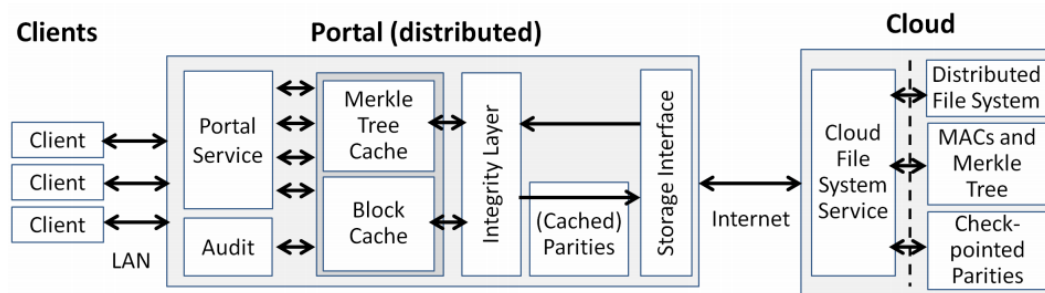 Clients
Portal (distributed)
Cloud
Client
Client
Client
LAN
Portal
Service
Audit
Merkle
Tree
Cache
Block
Cache
Integrity Layer
(Cached)
Parities
Storage Interface
Internet
Cloud
File
System
Service
Distributed
File System
MACs and
Merkle
Tree
Check-
pointed
Parities